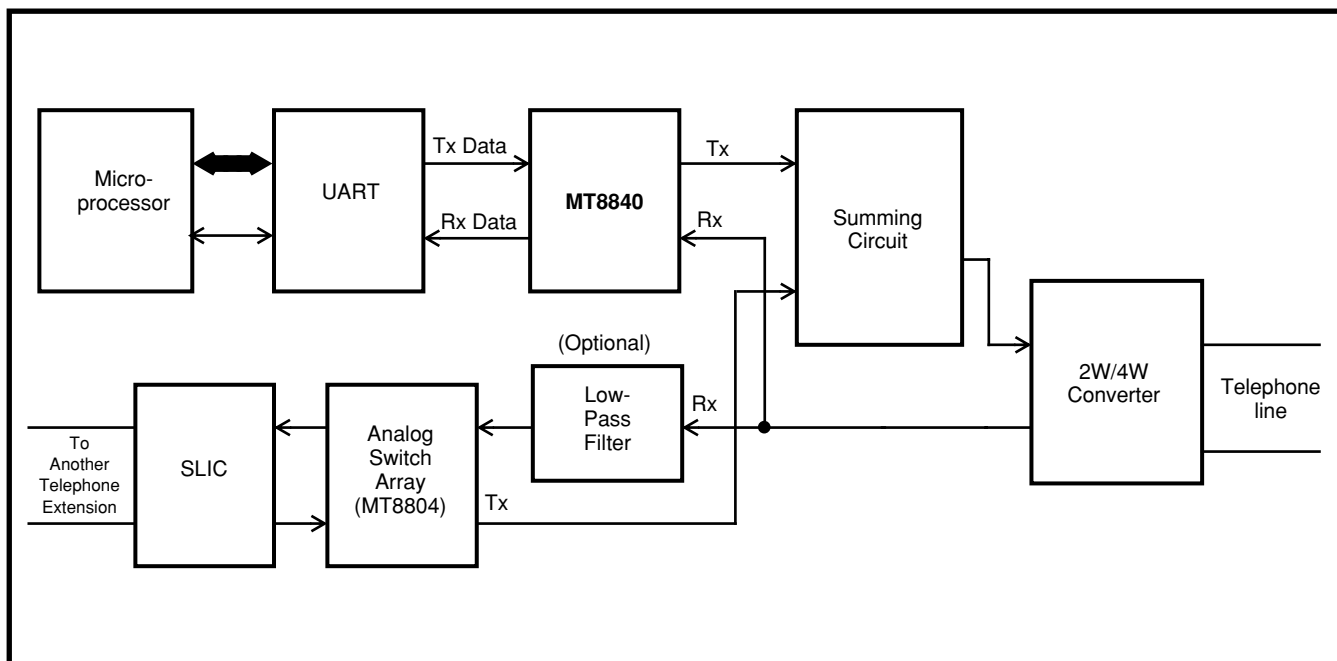 Micro-
processor
UART
Tx Data
Rx Data
MT8840
Tx
Rx
Summing
Circuit
2W/4W
Converter
Telephone
line
(Optional)
Low-
Pass
Filter
Rx
Analog
Switch
Array
(MT8804)
Tx
SLIC
To
Another
Telephone
Extension